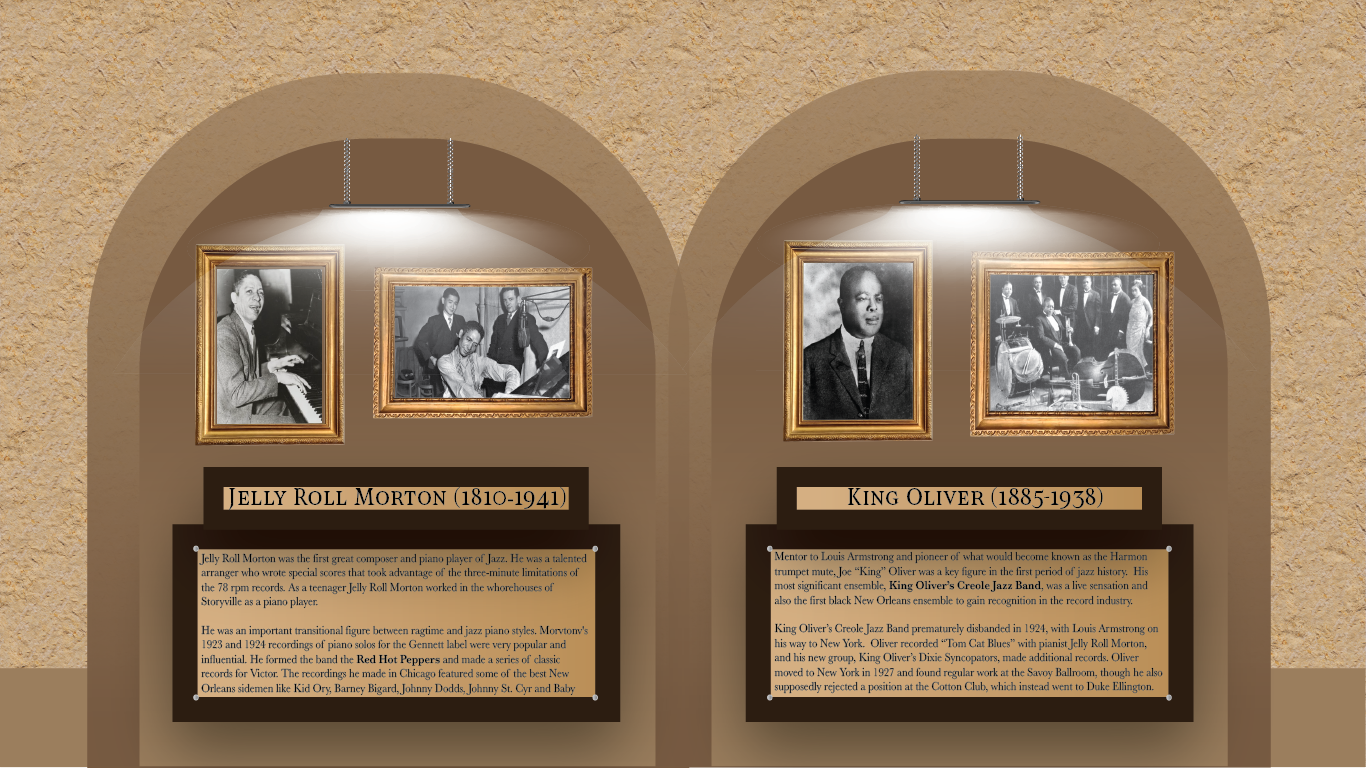 JELLY ROLL MORTON (1810-1941)
Jelly Roll Morton was the first great composer and piano player of Jazz. He was a talented
arranger who wrote special scores that took advantage of the three-minute limitations of
the 78 rpm records. As a teenager Jelly Roll Morton worked in the whorehouses of
Storyville as a piano player.
He was an important transitional figure between ragtime and jazz piano styles. Morvtonv's
1923 and 1924 recordings of piano solos for the Gennett label were very popular and
influential. He formed the band the Red Hot Peppers and made a series of classic
records for Victor. The recordings he made in Chicago featured some of the best New
Orleans sidemen like Kid Ory, Barney Bigard, Johnny Dodds, Johnny St. Cyr and Baby
KING OLIVER (1885-1938)
Mentor to Louis Armstrong and pioneer of what would become known as the Harmon
trumpet mute, Joe “King” Oliver was a key figure in the first period of jazz history. His
most significant ensemble, King Oliver’s Creole Jazz Band, was a live sensation and
also the first black New Orleans ensemble to gain recognition in the record industry.
King Oliver’s Creole Jazz Band prematurely disbanded in 1924, with Louis Armstrong on
his way to New York. Oliver recorded “Tom Cat Blues” with pianist Jelly Roll Morton,
and his new group, King Oliver’s Dixie Syncopators, made additional records. Oliver
moved to New York in 1927 and found regular work at the Savoy Ballroom, though he also
supposedly rejected a position at the Cotton Club, which instead went to Duke Ellington.